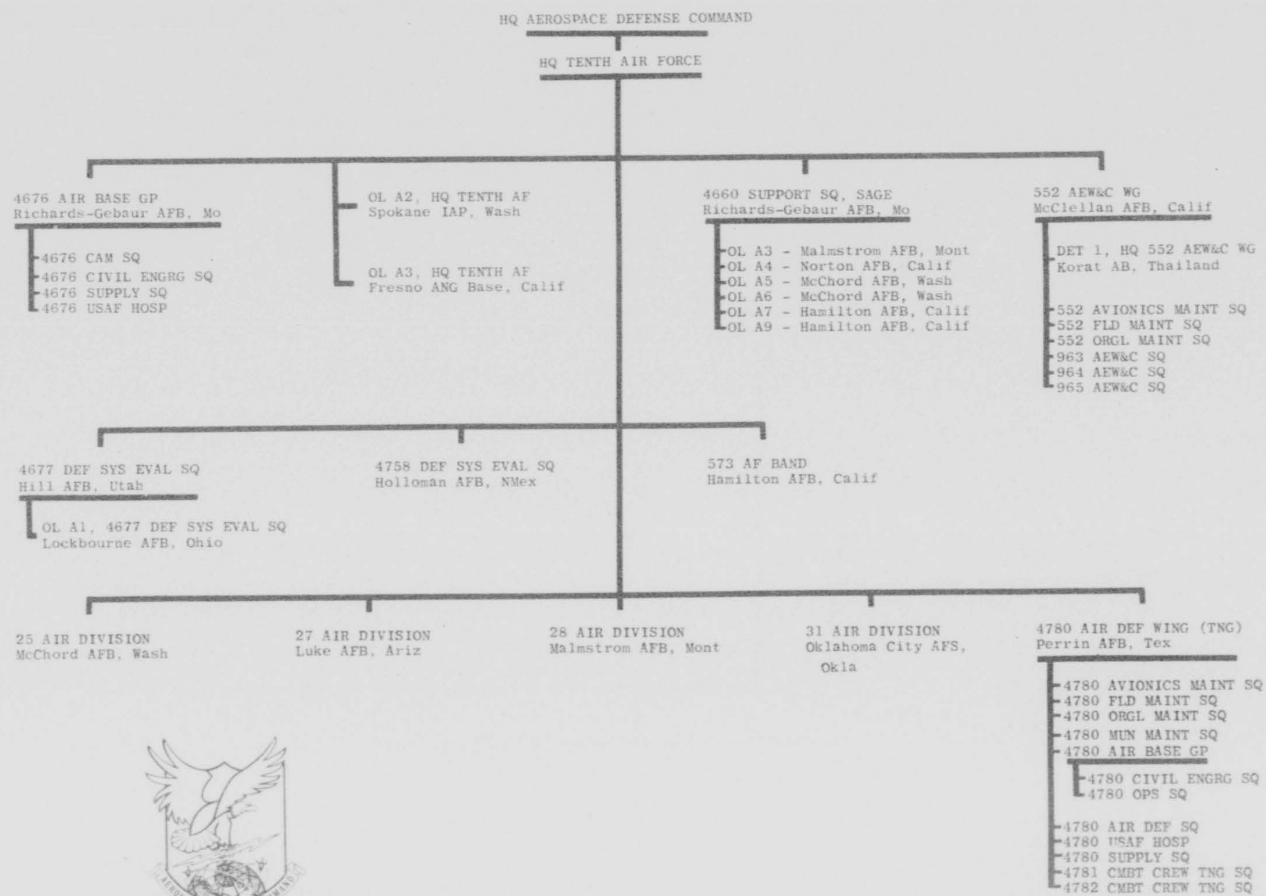 HQ AEROSPACE DEFENSE COMMAND
HQ TENTH AIR FORCE
4676 AIR BASE GP
Richards-Gebaur AFB, Mo
4676 CAM SQ
4676 CIVIL ENGRG SQ
4676 SUPPLY SQ
4676 USAF HOSP
OL A2, HQ TENTH AF
Spokane IAP, Wash
OL A3, HQ TENTH AF
Fresno ANG Base, Calif
4660 SUPPORT SQ, SAGE
Richards-Gebaur AFB, Mo
OL A3 - Malmstrom AFB, Mont
OL A4 - Norton AFB, Calif
OL A5 - McChord AFB, Wash
OL A6 - McChord AFB, Wash
OL A7 - Hamilton AFB, Calif
OL A9 - Hamilton AFB, Calif
552 AEW&C WG
McClellan AFB, Calif
DET 1, HQ 552 AEW&C WG
Korat AB, Thailand
552 AVIONICS MAINT SQ
552 FLD MAINT SQ
552 ORGL MAINT SQ
963 AEW&C SQ
964 AEW&C SQ
965 AEW&C SQ
4677 DEF SYS EVAL SQ
Hill AFB, Utah
OL A1, 4677 DEF SYS EVAL SQ
Lockbourne AFB, Ohio
4758 DEF SYS EVAL SQ
Holloman AFB, NMex
573 AF BAND
Hamilton AFB, Calif
25 AIR DIVISION
McChord AFB, Wash
27 AIR DIVISION
Luke AFB, Ariz
28 AIR DIVISION
Malmstrom AFB, Mont
31 AIR DIVISION
Oklahoma City AFS,
Okla
4780 AIR DEF WING (TNG)
Perrin AFB, Tex
4780 AVIONICS MAINT SQ
4780 FLD MAINT SQ
4780 ORGL MAINT SQ
4780 MUN MAINT SQ
4780 AIR BASE GP
4780 CIVIL ENGRG SQ
4780 OPS SQ
4780 AIR DEF SQ
4780 USAF HOSP
4780 SUPPLY SQ
4781 CMBT CREW TNG SQ
4782 CMBT CREW TNG SQ